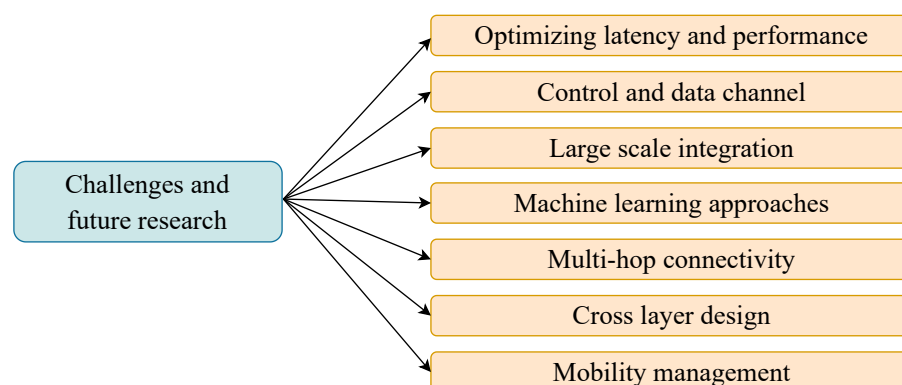 Optimizing latency and performance
Control and data channel
Large scale integration
Challenges and
future research
Machine learning approaches
Multi-hop connectivity
Cross layer design
Mobility management